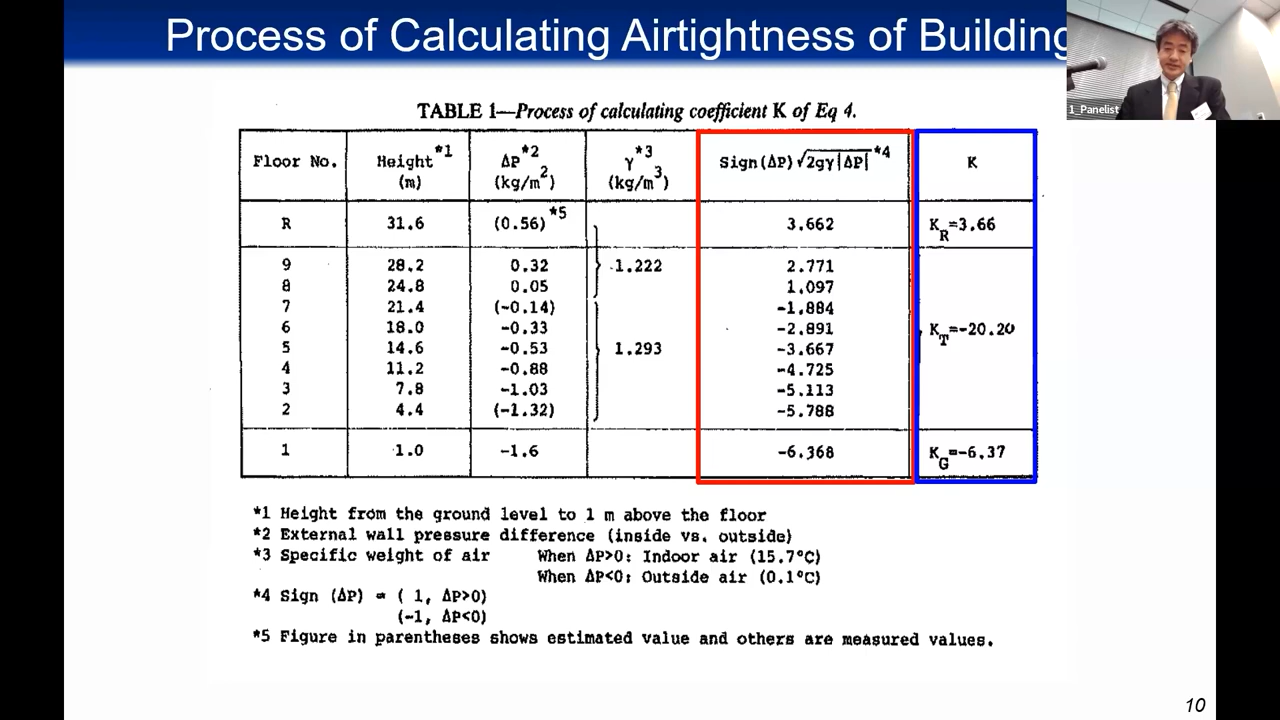 Process of Calculating Airtightness of Building
1_Panelist
TABLE 1—Process of calculating coefficient K of Eq 4.
Floor No. Height*1 (m) ΔP*2 (kg/m2) γ*3 (kg/m3) Sign(ΔP)√2gγ|ΔP|*4 K
R 31.6 (0.56)*5 3.662 KR=3.66
9 28.2 0.32 1.222 2.771
8 24.8 0.05 1.097
7 21.4 (-0.14) -1.884
6 18.0 -0.33 -2.891 KT=-20.20
5 14.6 -0.53 1.293 -3.667
4 11.2 -0.88 -4.725
3 7.8 -1.03 -5.113
2 4.4 (-1.32) -5.788
1 1.0 -1.6 -6.368 KG=-6.37
*1 Height from the ground level to 1 m above the floor
*2 External wall pressure difference (inside vs. outside)
*3 Specific weight of air When ΔP>0: Indoor air (15.7°C)
When ΔP<0: Outside air (0.1°C)
*4 Sign (ΔP) = ( 1, ΔP>0)
(-1, ΔP<0)
*5 Figure in parentheses shows estimated value and others are measured values.
10